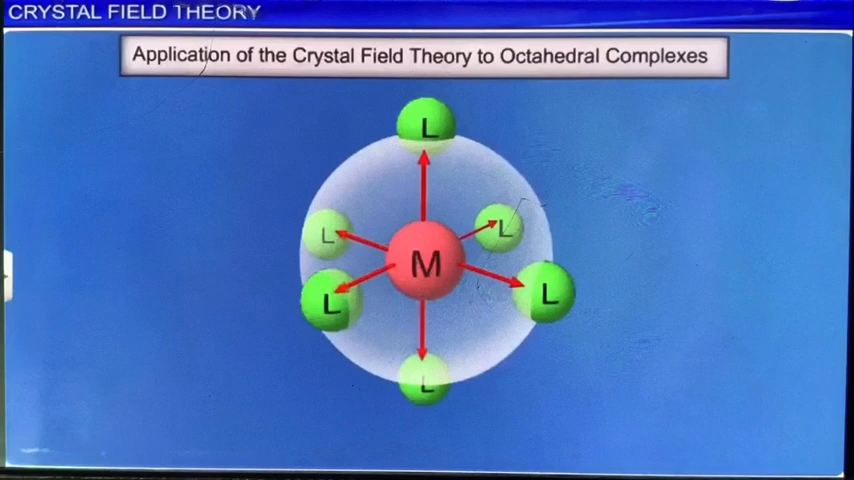 CRYSTAL FIELD THEORY
Application of the Crystal Field Theory to Octahedral Complexes
L
L
L
M
L
L
L